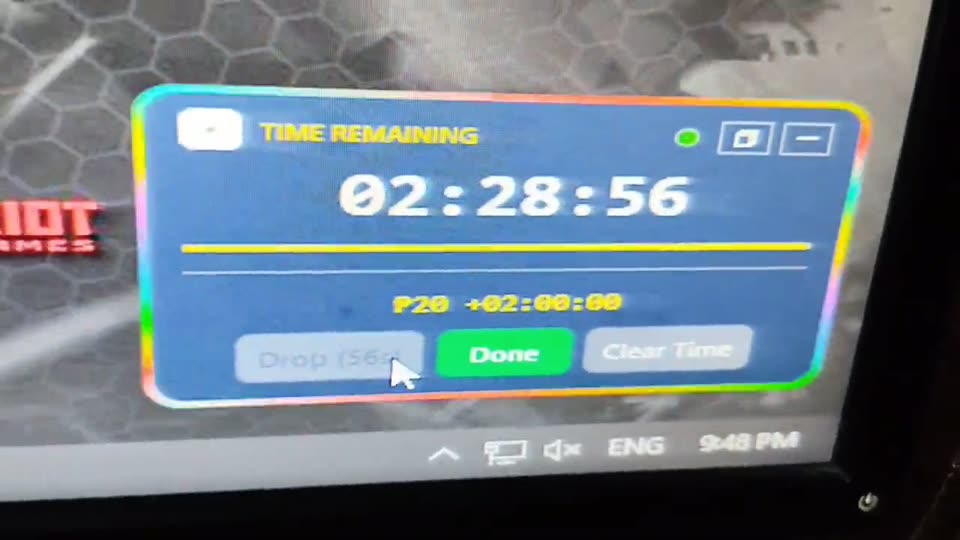 TIME REMAINING
02:28:56
₱20 +02:00:00
Drop (56s)
Done
Clear Time
ENG
9:48 PM